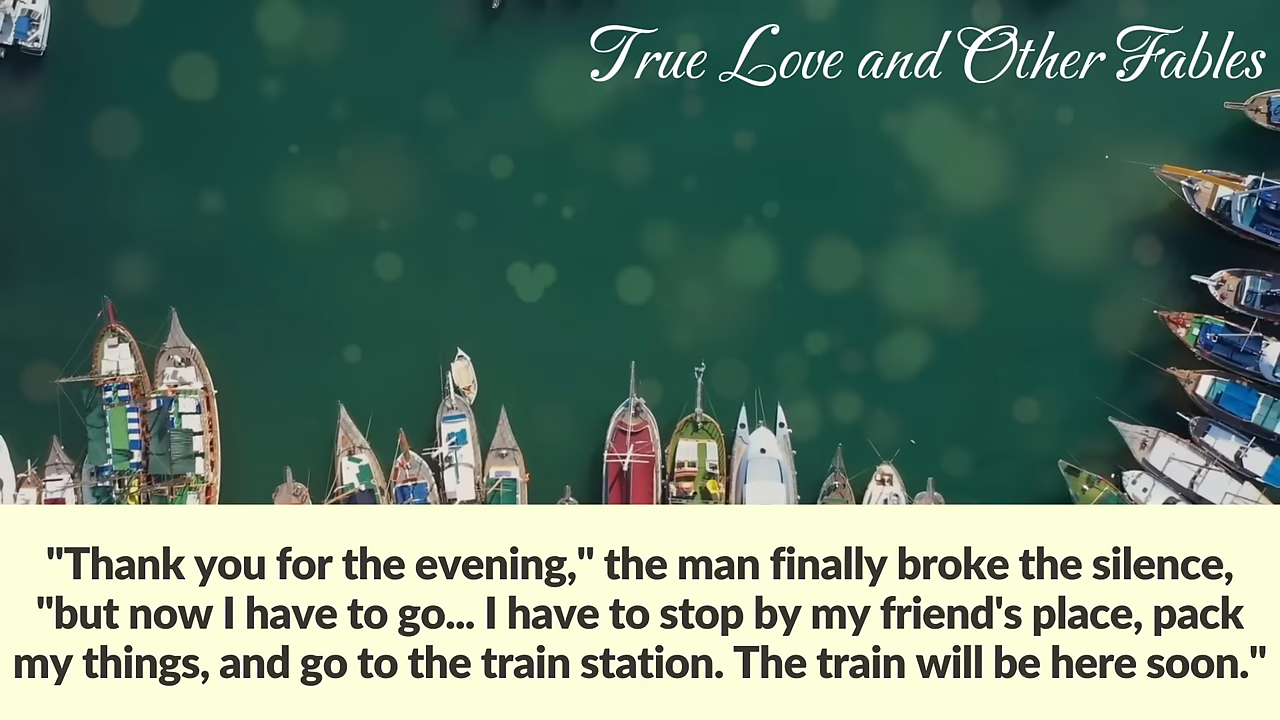 True Love and Other Fables
"Thank you for the evening," the man finally broke the silence,
"but now I have to go... I have to stop by my friend's place, pack
my things, and go to the train station. The train will be here soon."